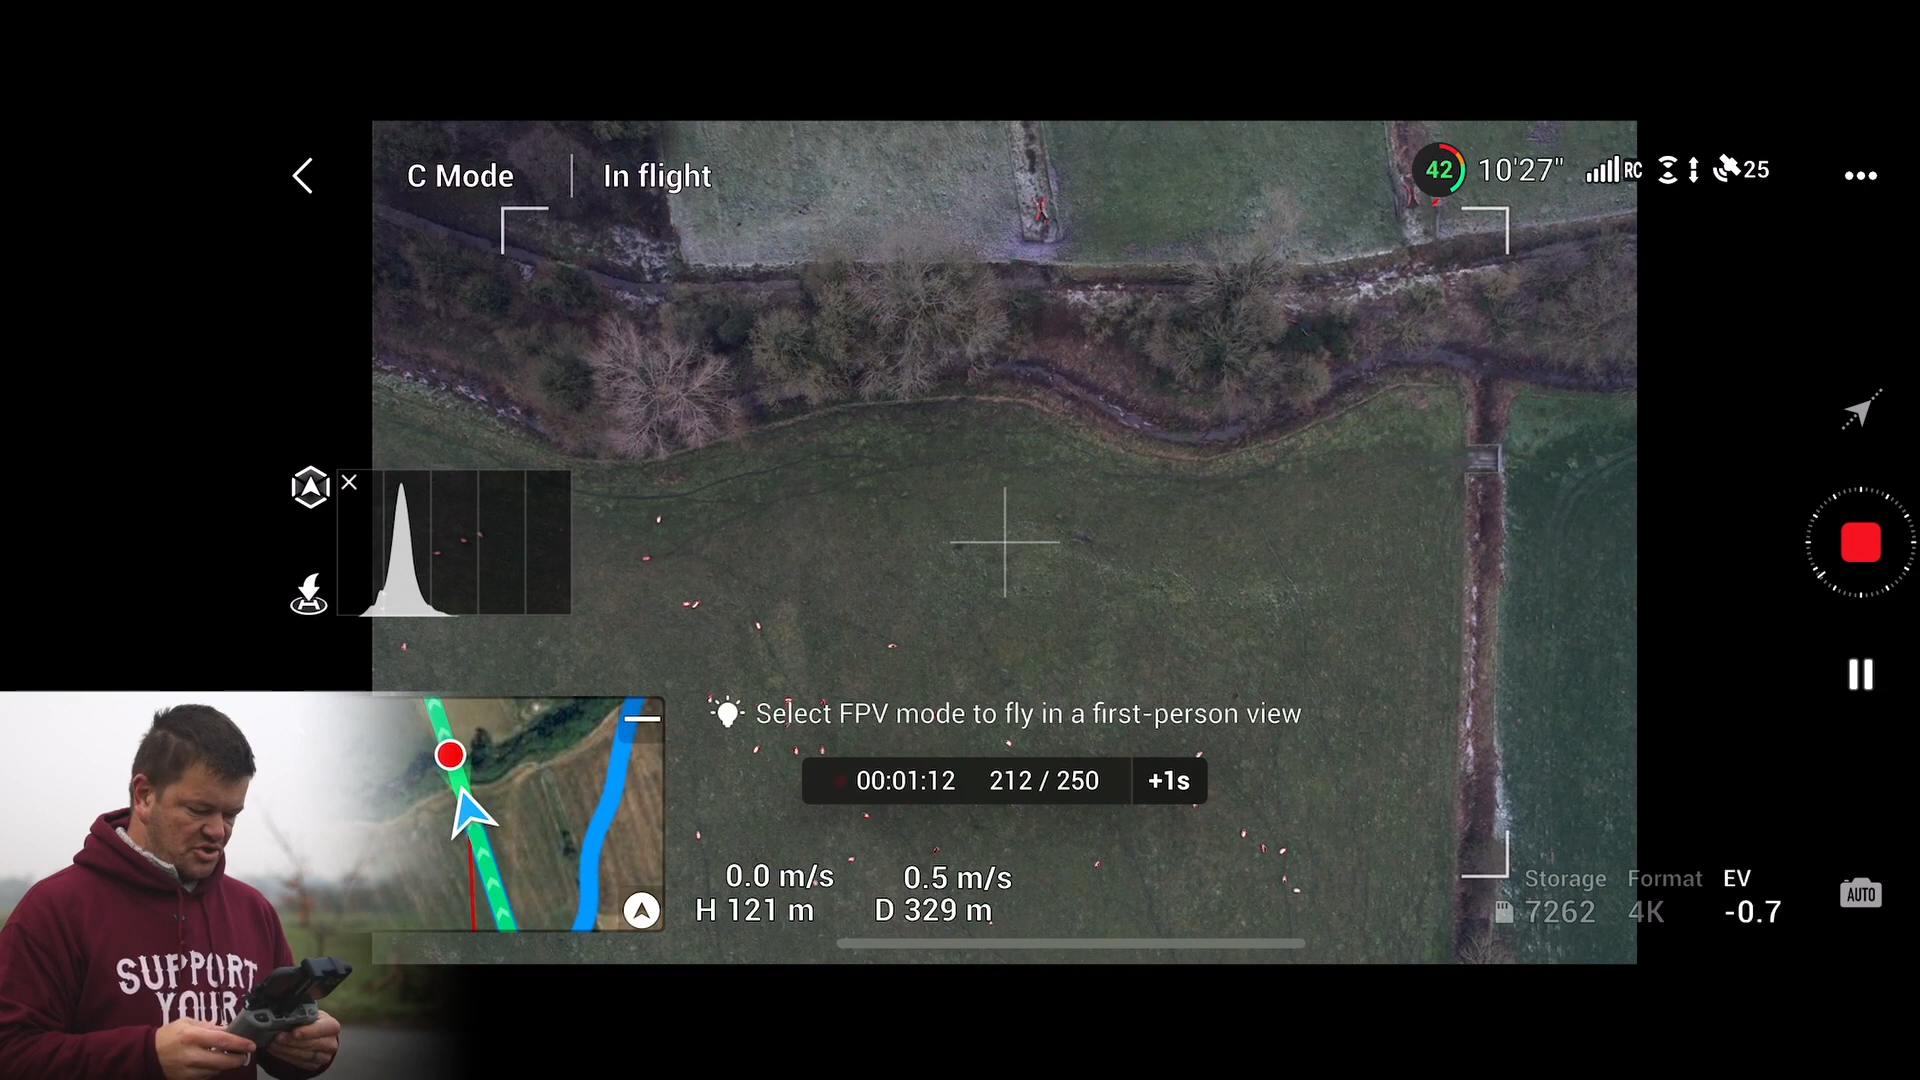 C Mode
In flight
42
10'27"
RC
25
Select FPV mode to fly in a first-person view
00:01:12
212 / 250
+1s
0.0 m/s
0.5 m/s
H 121 m
D 329 m
Storage
Format
EV
7262
4K
-0.7
AUTO
SUPPORT
YOUR